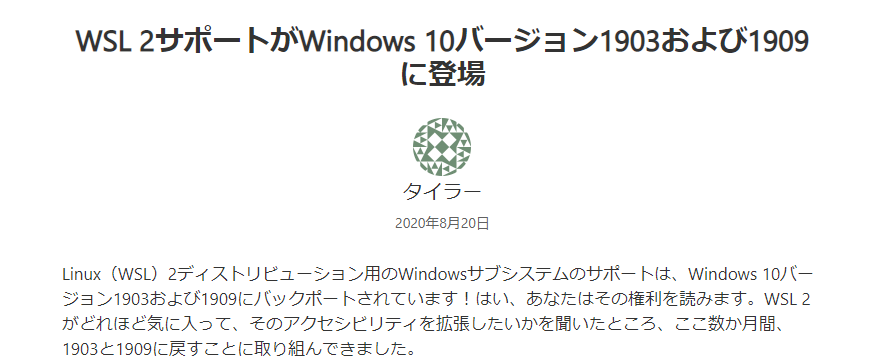 WSL 2サポートがWindows 10バージョン1903および1909
に登場
タイラー
2020年8月20日
Linux（WSL）2ディストリビューション用のWindowsサブシステムのサポートは、Windows 10バー
ジョン1903および1909にバックポートされています！はい、あなたはその権利を読みます。WSL 2
がどれほど気に入って、そのアクセシビリティを拡張したいかを聞いたところ、ここ数か月間、
1903と1909に戻すことに取り組んできました。